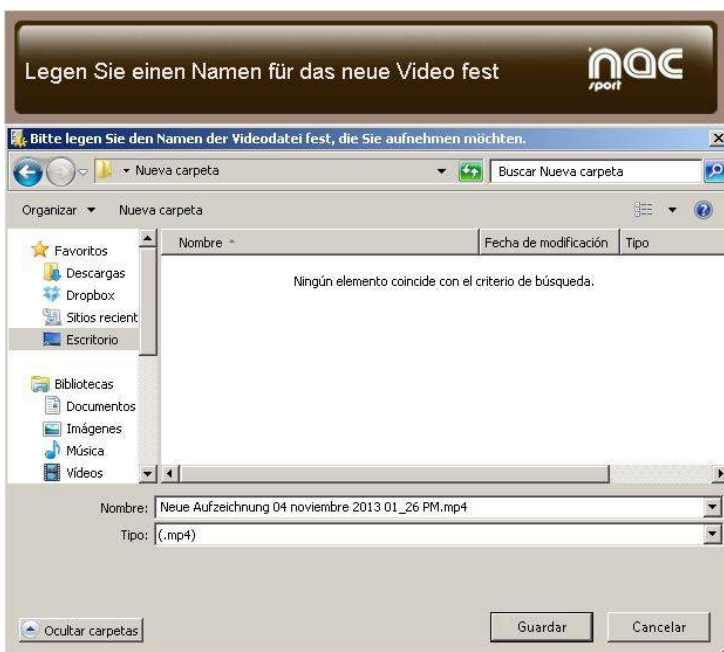 Legen Sie einen Namen für das neue Video fest
nac
sport
Bitte legen Sie den Namen der Videodatei fest, die Sie aufnehmen möchten.
Nueva carpeta
Buscar Nueva carpeta
Organizar
Nueva carpeta
Favoritos
Descargas
Dropbox
Sitios recient
Escritorio
Bibliotecas
Documentos
Imágenes
Música
Vídeos
Nombre
Fecha de modificación
Tipo
Ningún elemento coincide con el criterio de búsqueda.
Nombre: Neue Aufzeichnung 04 noviembre 2013 01_26 PM.mp4
Tipo: (.mp4)
Ocultar carpetas
Guardar
Cancelar